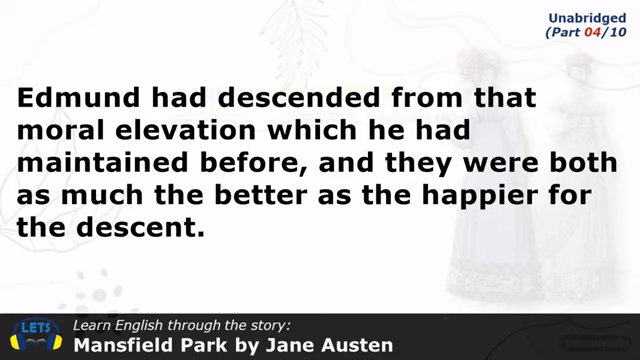 Unabridged
(Part 04/10
Edmund had descended from that
moral elevation which he had
maintained before, and they were both
as much the better as the happier for
the descent.
LETS
Learn English through the story:
Mansfield Park by Jane Austen